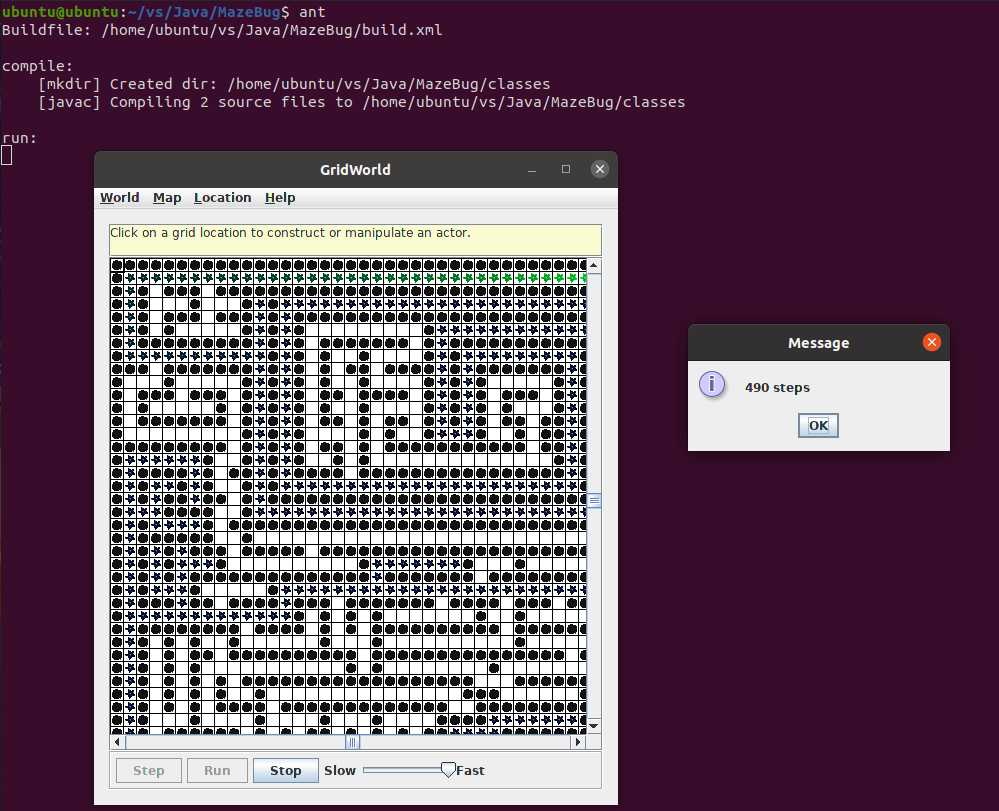 ubuntu@ubuntu:~/vs/Java/MazeBug$ ant
Buildfile: /home/ubuntu/vs/Java/MazeBug/build.xml
compile:
[mkdir] Created dir: /home/ubuntu/vs/Java/MazeBug/classes
[javac] Compiling 2 source files to /home/ubuntu/vs/Java/MazeBug/classes
run:
GridWorld
World Map Location Help
Click on a grid location to construct or manipulate an actor.
Message
490 steps
OK
Step Run Stop Slow Fast